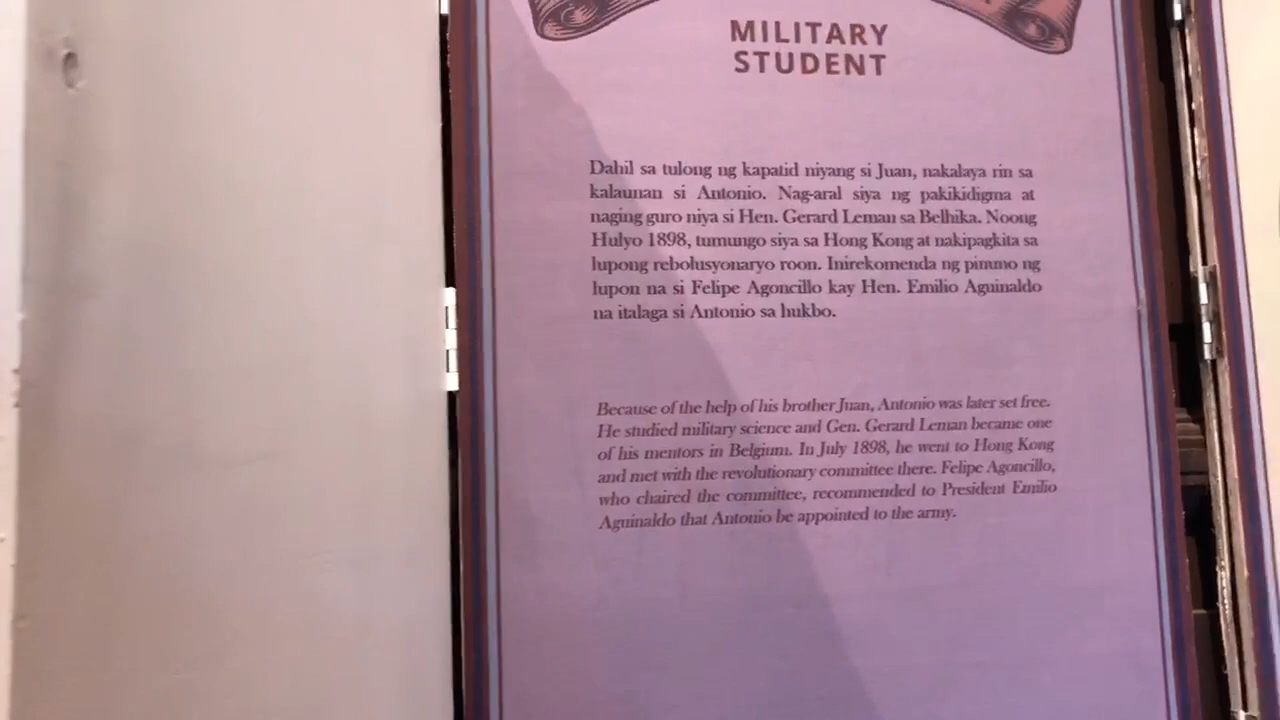 MILITARY
STUDENT
Dahil sa tulong ng kapatid niyang si Juan, nakalaya rin sa
kalaunan si Antonio. Nag-aral siya ng pakikidigma at
naging guro niya si Hen. Gerard Leman sa Belhika. Noong
Hulyo 1898, tumungo siya sa Hong Kong at nakipagkita sa
lupong rebolusyonaryo roon. Inirekomenda ng pinuno ng
lupon na si Felipe Agoncillo kay Hen. Emilio Aguinaldo
na italaga si Antonio sa hukbo.
Because of the help of his brother Juan, Antonio was later set free.
He studied military science and Gen. Gerard Leman became one
of his mentors in Belgium. In July 1898, he went to Hong Kong
and met with the revolutionary committee there. Felipe Agoncillo,
who chaired the committee, recommended to President Emilio
Aguinaldo that Antonio be appointed to the army.